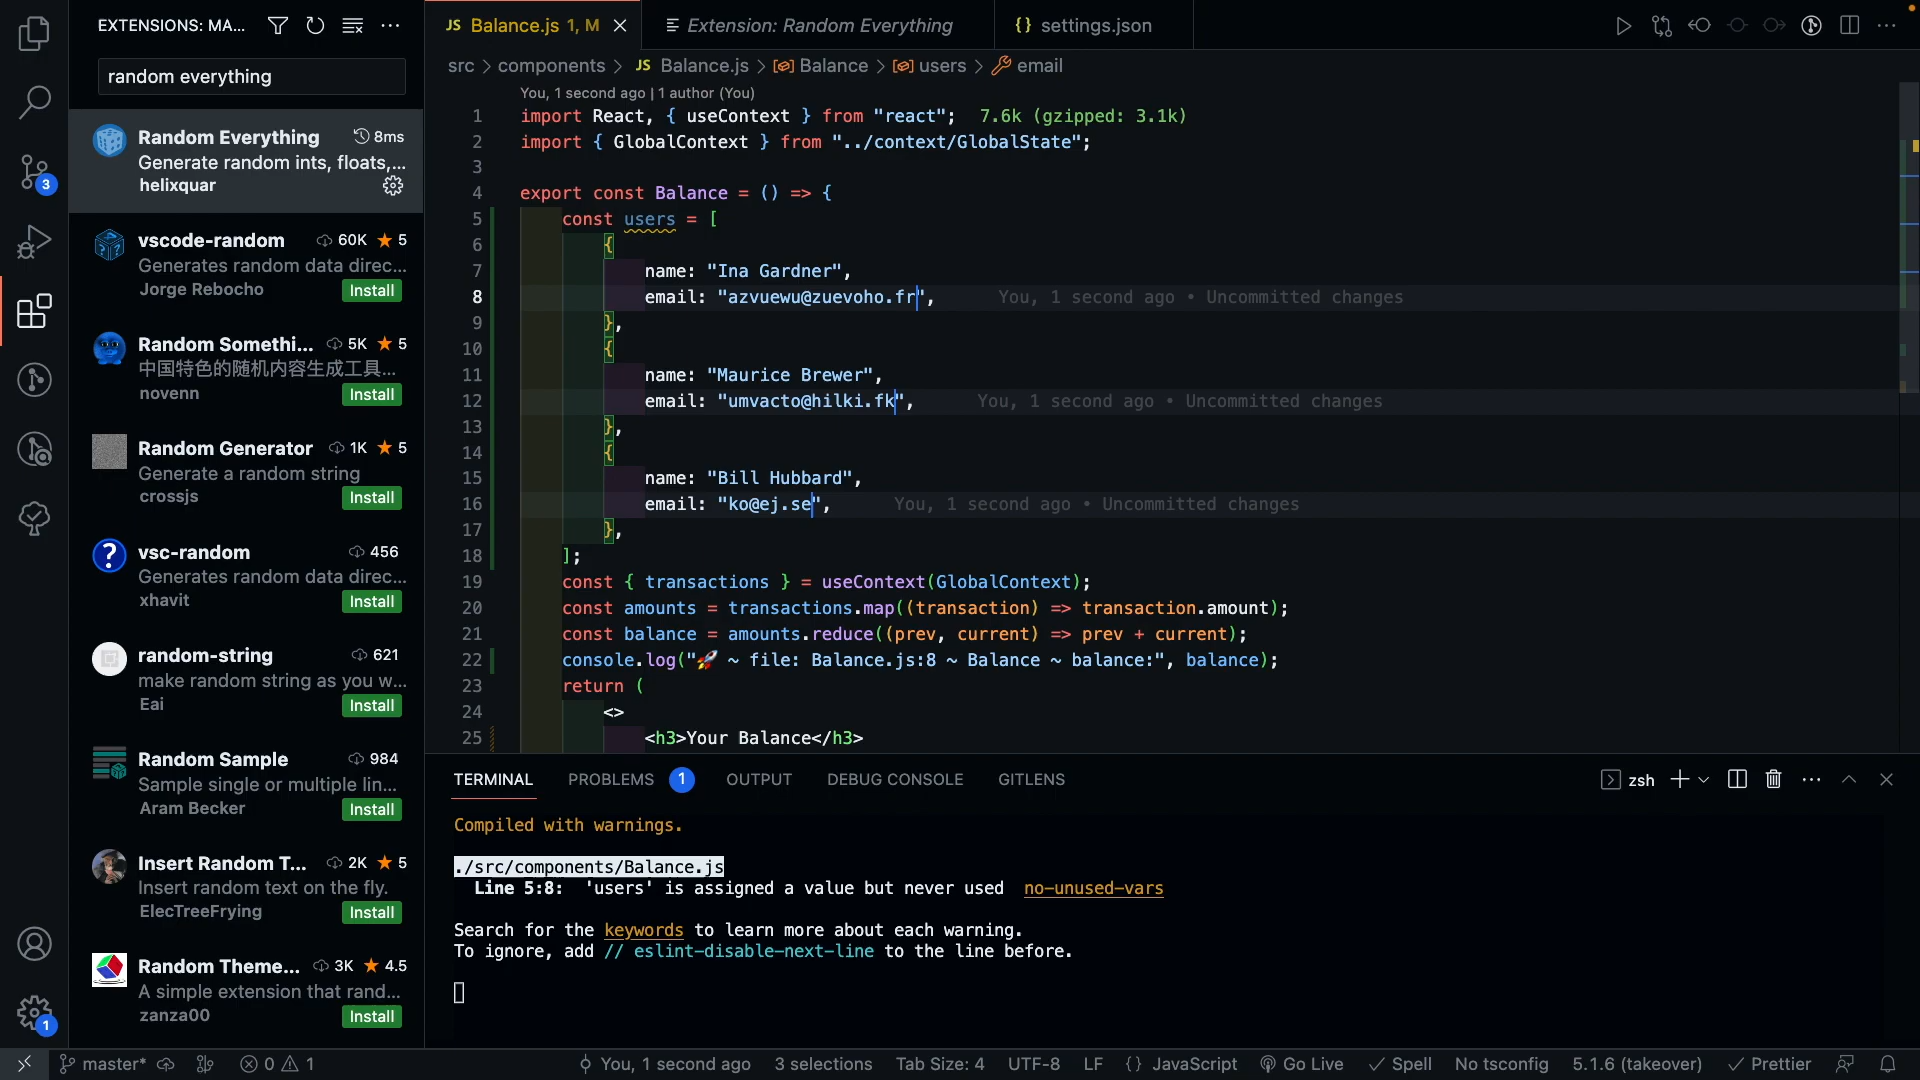 EXTENSIONS: MA...
random everything
Random Everything 8ms
Generate random ints, floats,...
helixquar
vscode-random 60K 5
Generates random data direc...
Jorge Rebocho Install
Random Somethi... 5K 5
中国特色的随机内容生成工具...
novenn Install
Random Generator 1K 5
Generate a random string
crossjs Install
vsc-random 456
Generates random data direc...
xhavit Install
random-string 621
make random string as you w...
Eai Install
Random Sample 984
Sample single or multiple lin...
Aram Becker Install
Insert Random T... 2K 5
Insert random text on the fly.
ElecTreeFrying Install
Random Theme... 3K 4.5
A simple extension that rand...
zanza00 Install
3
1
JS Balance.js 1, M
Extension: Random Everything
{} settings.json
src > components > JS Balance.js > Balance > users > email
You, 1 second ago | 1 author (You)
1 import React, { useContext } from "react"; 7.6k (gzipped: 3.1k)
2 import { GlobalContext } from "../context/GlobalState";
3
4 export const Balance = () => {
5 const users = [
6 {
7 name: "Ina Gardner",
8 email: "azvuewu@zuevoho.fr", You, 1 second ago • Uncommitted changes
9 },
10 {
11 name: "Maurice Brewer",
12 email: "umvacto@hilki.fk", You, 1 second ago • Uncommitted changes
13 },
14 {
15 name: "Bill Hubbard",
16 email: "ko@ej.se", You, 1 second ago • Uncommitted changes
17 },
18 ];
19 const { transactions } = useContext(GlobalContext);
20 const amounts = transactions.map((transaction) => transaction.amount);
21 const balance = amounts.reduce((prev, current) => prev + current);
22 console.log("🚀 ~ file: Balance.js:8 ~ Balance ~ balance:", balance);
23 return (
24 <>
25 <h3>Your Balance</h3>
TERMINAL PROBLEMS 1 OUTPUT DEBUG CONSOLE GITLENS zsh
Compiled with warnings.
./src/components/Balance.js
Line 5:8: 'users' is assigned a value but never used no-unused-vars
Search for the keywords to learn more about each warning.
To ignore, add // eslint-disable-next-line to the line before.
master* 0 1 You, 1 second ago 3 selections Tab Size: 4 UTF-8 LF {} JavaScript Go Live Spell No tsconfig 5.1.6 (takeover) Prettier